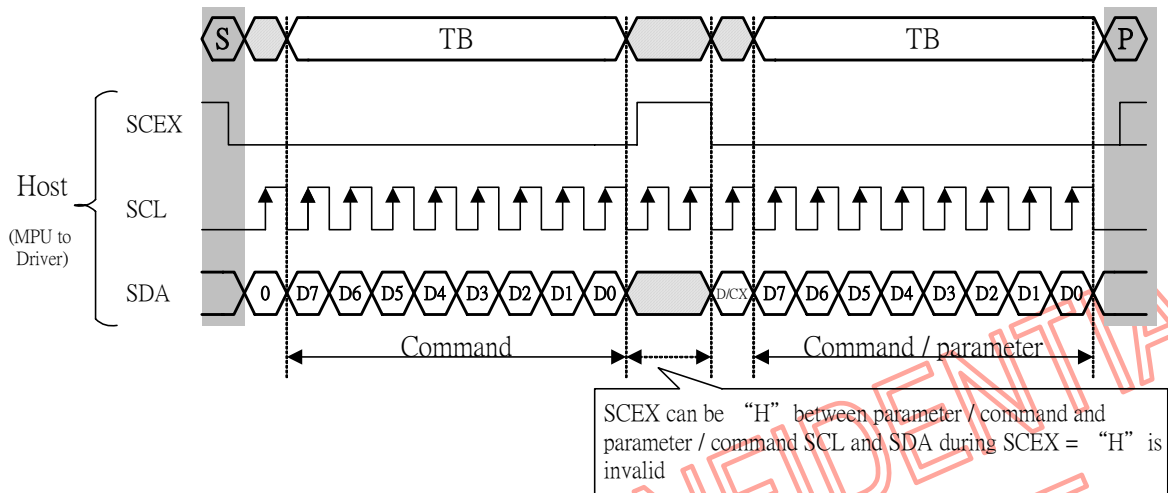 S TB TB P
SCEX
Host
SCL
(MPU to
Driver)
SDA
0 D7 D6 D5 D4 D3 D2 D1 D0 D/CX D7 D6 D5 D4 D3 D2 D1 D0
Command Command / parameter
SCEX can be “H” between parameter / command and
parameter / command SCL and SDA during SCEX = “H” is
invalid